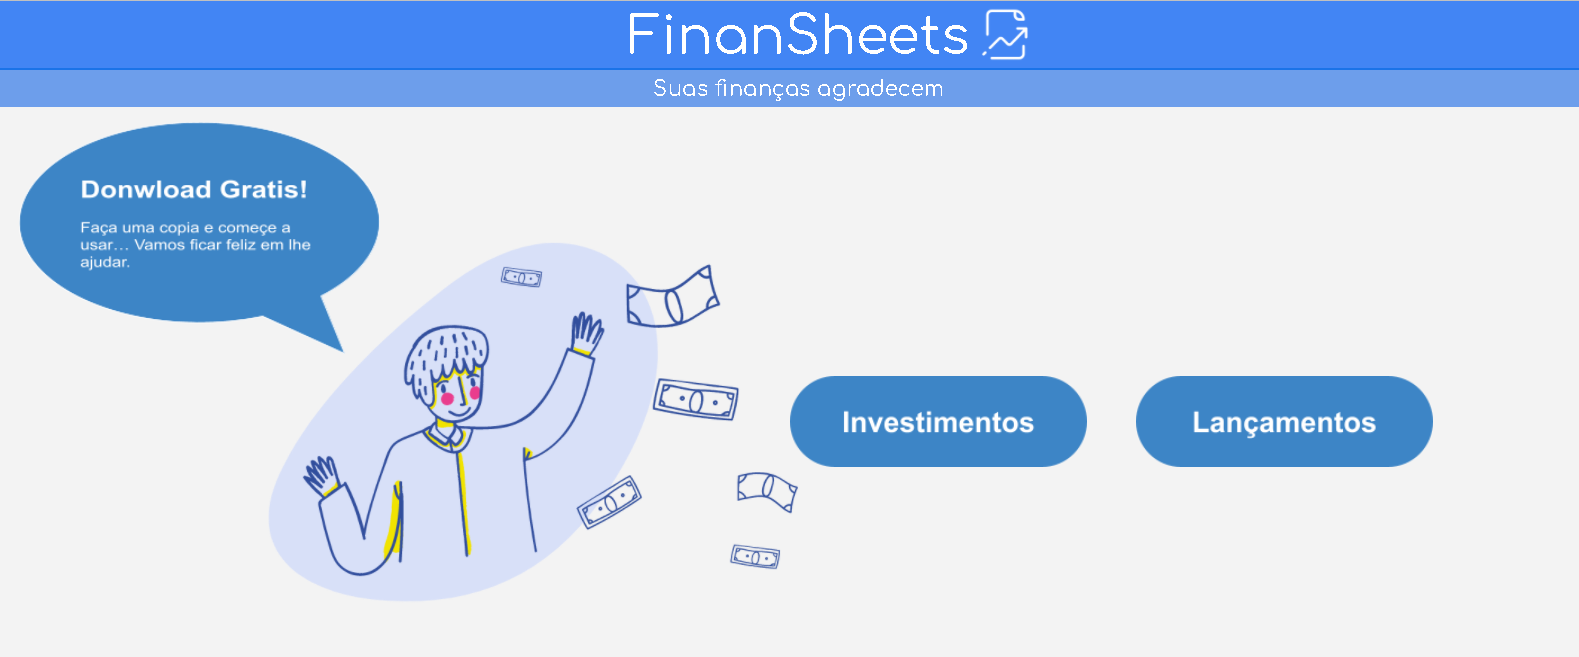 FinanSheets
Suas finanças agradecem
Donwload Gratis!
Faça uma copia e começe a
usar... Vamos ficar feliz em lhe
ajudar.
Investimentos
Lançamentos